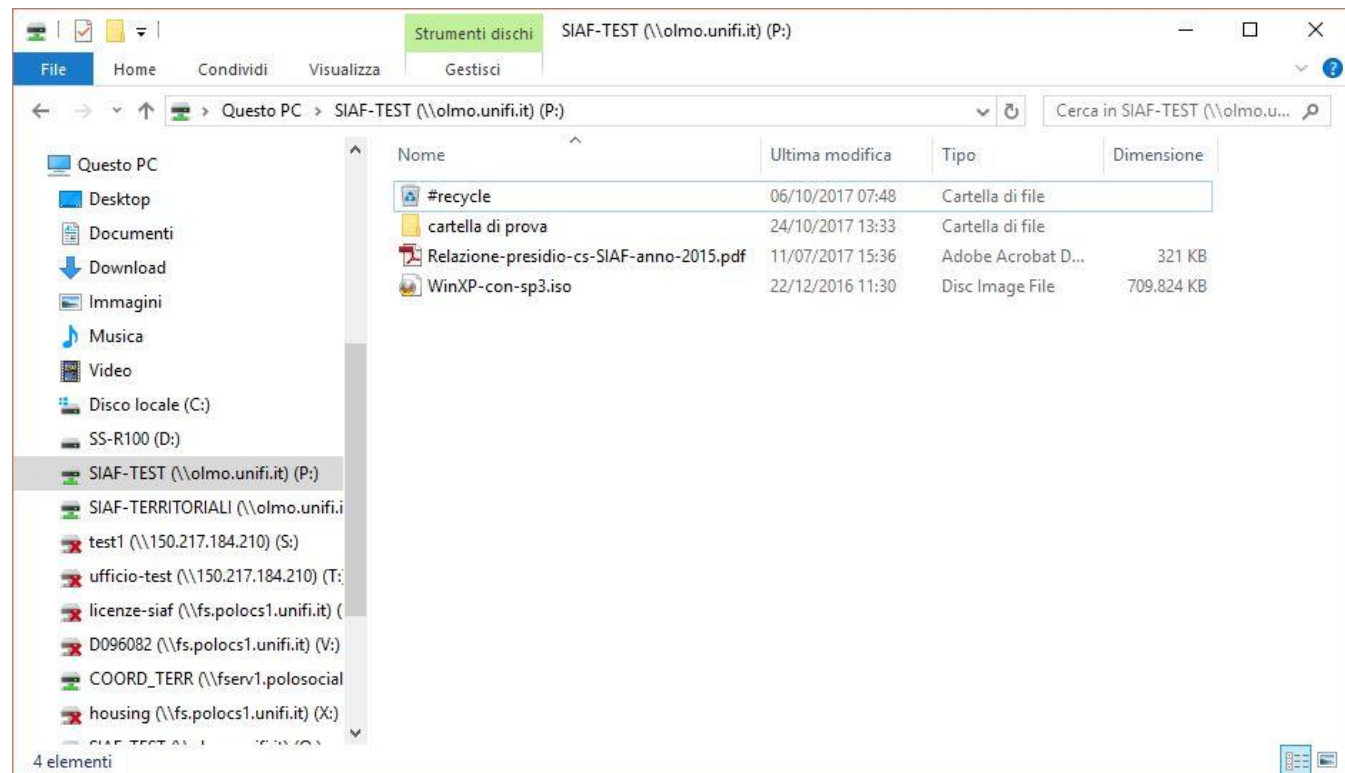 Strumenti dischi SIAF-TEST (\\olmo.unifi.it) (P:)
File Home Condividi Visualizza Gestisci
Questo PC > SIAF-TEST (\\olmo.unifi.it) (P:) Cerca in SIAF-TEST (\\olmo.u...
Questo PC
Desktop
Documenti
Download
Immagini
Musica
Video
Disco locale (C:)
SS-R100 (D:)
SIAF-TEST (\\olmo.unifi.it) (P:)
SIAF-TERRITORIALI (\\olmo.unifi.i
test1 (\\150.217.184.210) (S:)
ufficio-test (\\150.217.184.210) (T:
licenze-siaf (\\fs.polocs1.unifi.it) (
D096082 (\\fs.polocs1.unifi.it) (V:)
COORD_TERR (\\fserv1.polosocial
housing (\\fs.polocs1.unifi.it) (X:)
Nome Ultima modifica Tipo Dimensione
#recycle 06/10/2017 07:48 Cartella di file
cartella di prova 24/10/2017 13:33 Cartella di file
Relazione-presidio-cs-SIAF-anno-2015.pdf 11/07/2017 15:36 Adobe Acrobat D... 321 KB
WinXP-con-sp3.iso 22/12/2016 11:30 Disc Image File 709.824 KB
4 elementi